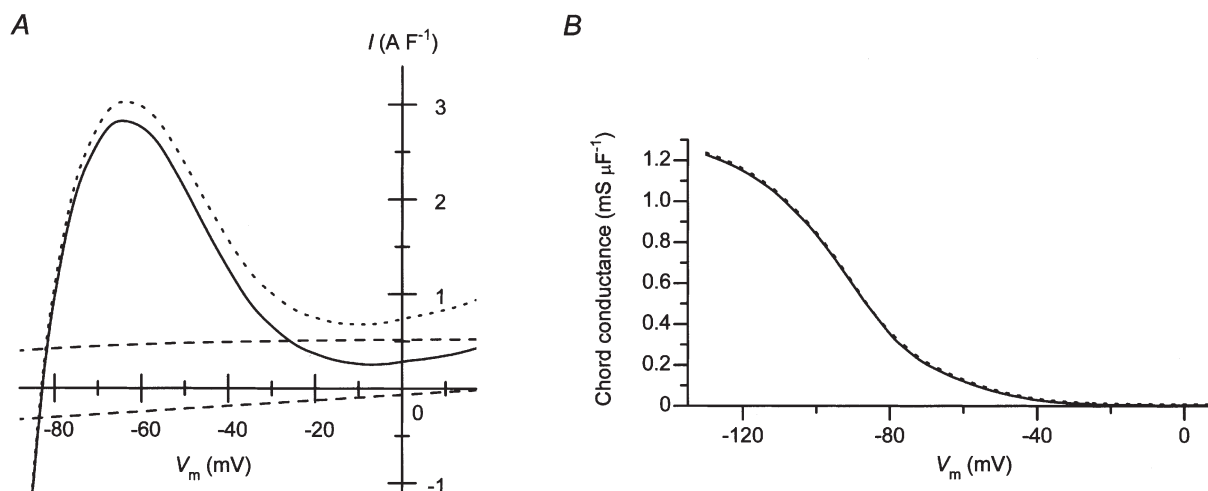 A
I (A F-1)
3
2
1
0
-80 -60 -40 -20
Vm (mV)
-1
B
Chord conductance (mS μF-1)
1.2
1.0
0.8
0.6
0.4
0.2
0
-120 -80 -40 0
Vm (mV)